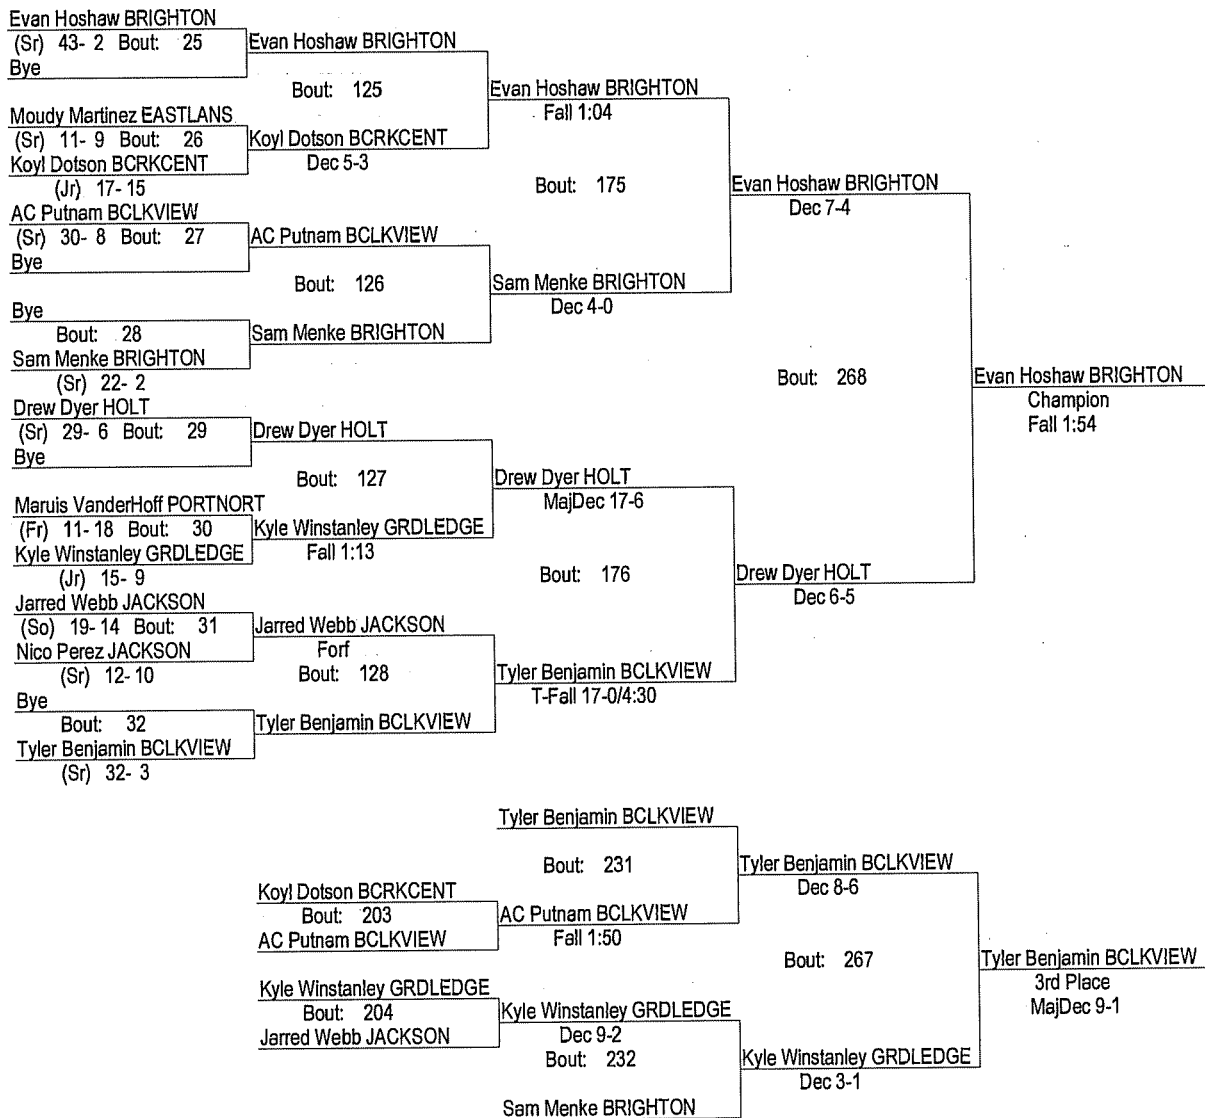 Evan Hoshaw BRIGHTON
(Sr) 43- 2 Bout: 25
Bye
Evan Hoshaw BRIGHTON
Bout: 125
Moudy Martinez EASTLANS
(Sr) 11- 9 Bout: 26
Koyl Dotson BCRKCENT
(Jr) 17- 15
Koyl Dotson BCRKCENT
Dec 5-3
Evan Hoshaw BRIGHTON
Fall 1:04
Bout: 175
AC Putnam BCLKVIEW
(Sr) 30- 8 Bout: 27
Bye
AC Putnam BCLKVIEW
Bout: 126
Bye
Bout: 28
Sam Menke BRIGHTON
(Sr) 22- 2
Sam Menke BRIGHTON
Sam Menke BRIGHTON
Dec 4-0
Evan Hoshaw BRIGHTON
Dec 7-4
Bout: 268
Drew Dyer HOLT
(Sr) 29- 6 Bout: 29
Bye
Drew Dyer HOLT
Bout: 127
Maruis VanderHoff PORTNORT
(Fr) 11- 18 Bout: 30
Kyle Winstanley GRDLEDGE
(Jr) 15- 9
Kyle Winstanley GRDLEDGE
Fall 1:13
Drew Dyer HOLT
MajDec 17-6
Bout: 176
Jarred Webb JACKSON
(So) 19- 14 Bout: 31
Nico Perez JACKSON
(Sr) 12- 10
Jarred Webb JACKSON
Forf
Bout: 128
Bye
Bout: 32
Tyler Benjamin BCLKVIEW
(Sr) 32- 3
Tyler Benjamin BCLKVIEW
Tyler Benjamin BCLKVIEW
T-Fall 17-0/4:30
Drew Dyer HOLT
Dec 6-5
Evan Hoshaw BRIGHTON
Champion
Fall 1:54
Tyler Benjamin BCLKVIEW
Bout: 231
Koyl Dotson BCRKCENT
Bout: 203
AC Putnam BCLKVIEW
AC Putnam BCLKVIEW
Fall 1:50
Tyler Benjamin BCLKVIEW
Dec 8-6
Bout: 267
Kyle Winstanley GRDLEDGE
Bout: 204
Jarred Webb JACKSON
Kyle Winstanley GRDLEDGE
Dec 9-2
Bout: 232
Sam Menke BRIGHTON
Kyle Winstanley GRDLEDGE
Dec 3-1
Tyler Benjamin BCLKVIEW
3rd Place
MajDec 9-1